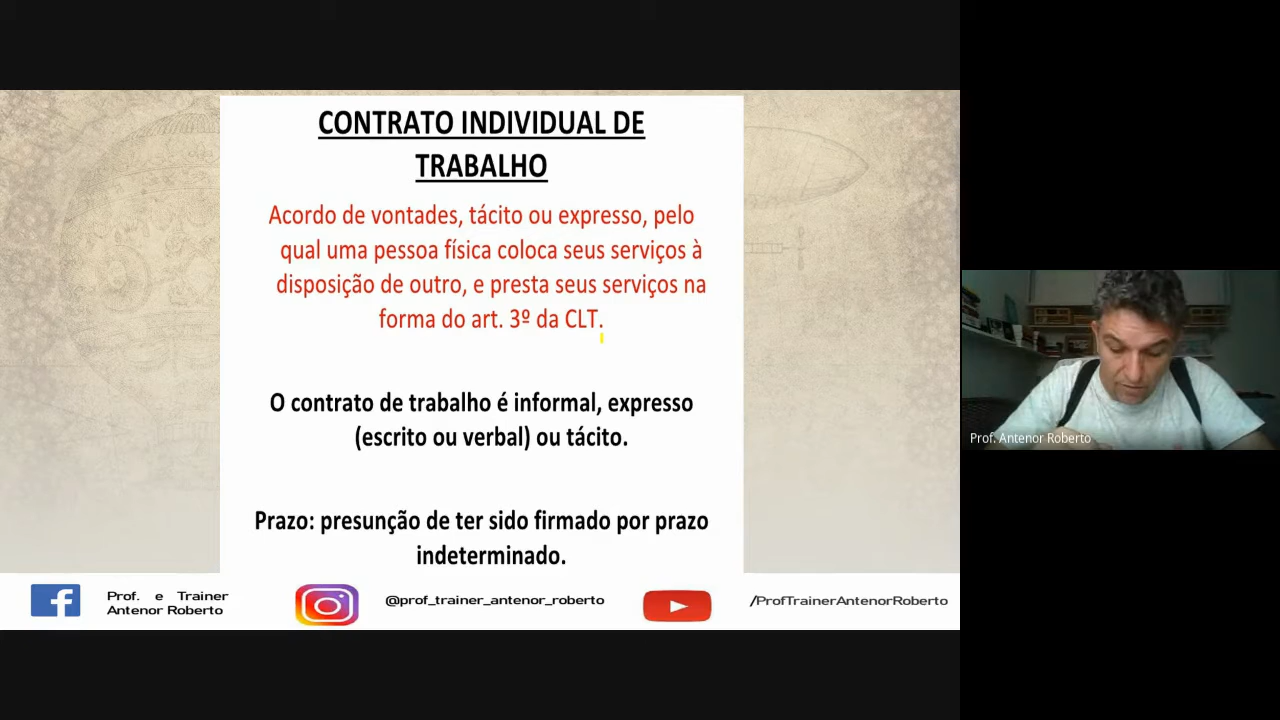 CONTRATO INDIVIDUAL DE
TRABALHO
Acordo de vontades, tácito ou expresso, pelo
qual uma pessoa física coloca seus serviços à
disposição de outro, e presta seus serviços na
forma do art. 3º da CLT.
O contrato de trabalho é informal, expresso
(escrito ou verbal) ou tácito.
Prazo: presunção de ter sido firmado por prazo
indeterminado.
Prof. e Trainer
Antenor Roberto
@prof_trainer_antenor_roberto
/ProfTrainerAntenorRoberto
Prof. Antenor Roberto